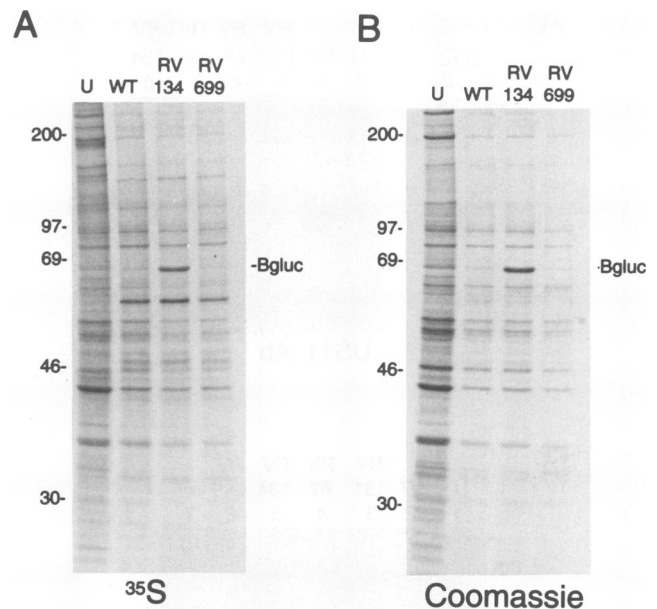 A
U WT RV 134 RV 699
200-
97-
69-
-Bgluc
46-
30-
35S
B
U WT RV 134 RV 699
200-
97-
69-
-Bgluc
46-
30-
Coomassie